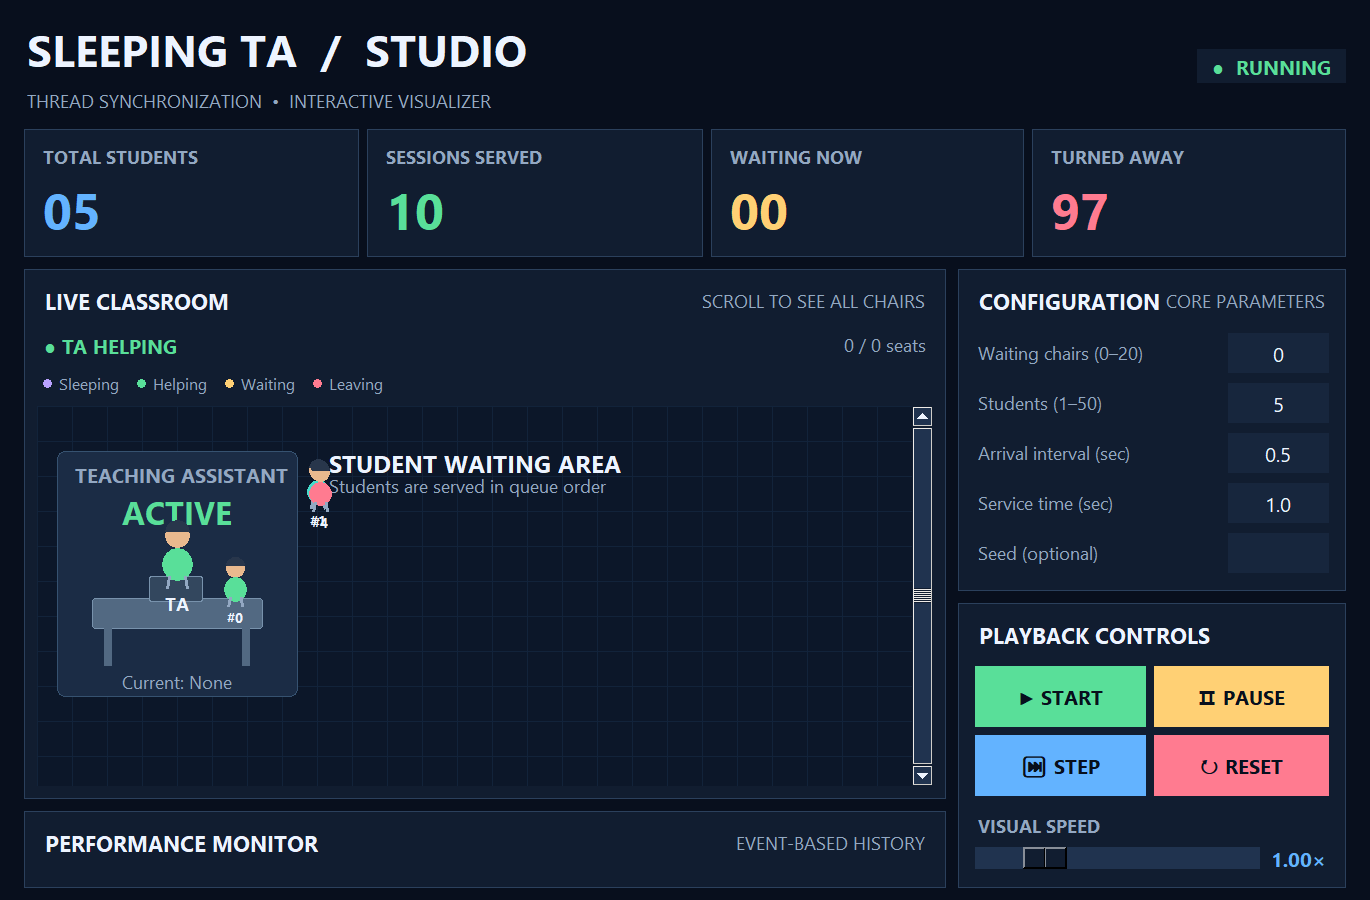 SLEEPING TA / STUDIO
● RUNNING
THREAD SYNCHRONIZATION • INTERACTIVE VISUALIZER
TOTAL STUDENTS
05
SESSIONS SERVED
10
WAITING NOW
00
TURNED AWAY
97
LIVE CLASSROOM
SCROLL TO SEE ALL CHAIRS
● TA HELPING
0 / 0 seats
Sleeping
Helping
Waiting
Leaving
TEACHING ASSISTANT
ACTIVE
TA
#0
Current: None
STUDENT WAITING AREA
Students are served in queue order
PERFORMANCE MONITOR
EVENT-BASED HISTORY
CONFIGURATION
CORE PARAMETERS
Waiting chairs (0–20)
0
Students (1–50)
5
Arrival interval (sec)
0.5
Service time (sec)
1.0
Seed (optional)
PLAYBACK CONTROLS
▶ START
⏸ PAUSE
⏭ STEP
↻ RESET
VISUAL SPEED
1.00×